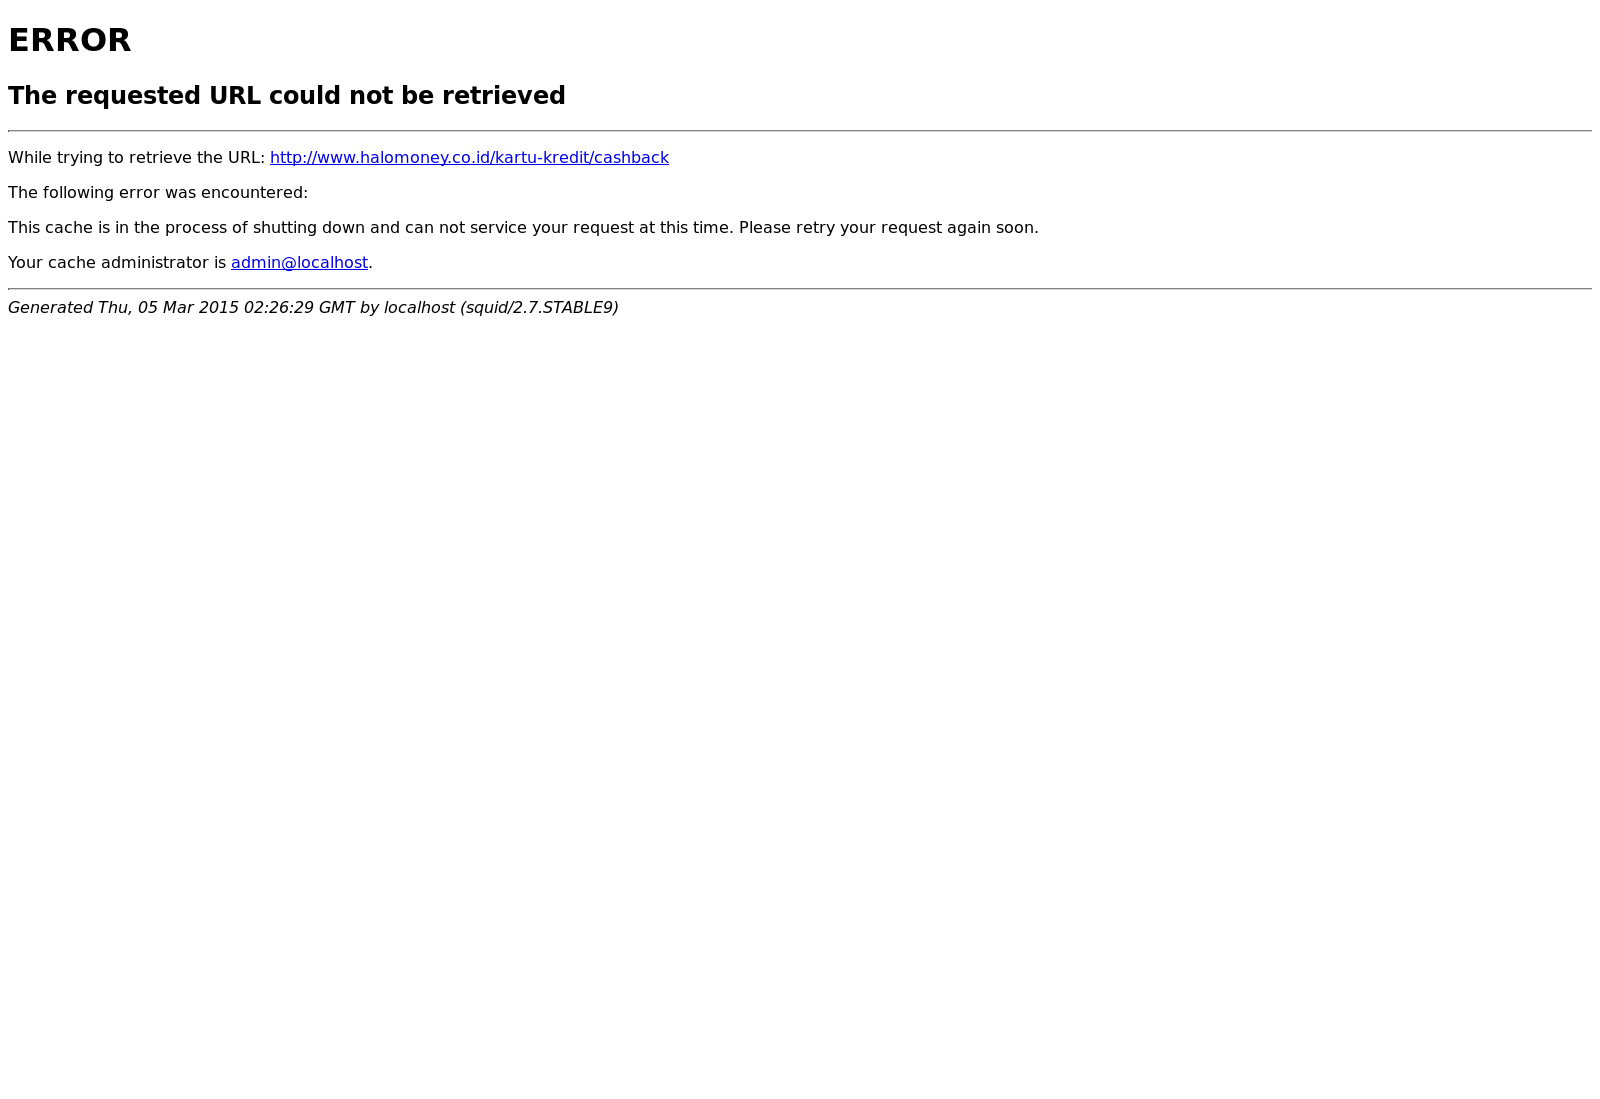 ERROR
The requested URL could not be retrieved
While trying to retrieve the URL: http://www.halomoney.co.id/kartu-kredit/cashback
The following error was encountered:
This cache is in the process of shutting down and can not service your request at this time. Please retry your request again soon.
Your cache administrator is admin@localhost.
Generated Thu, 05 Mar 2015 02:26:29 GMT by localhost (squid/2.7.STABLE9)